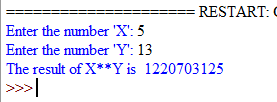 ===================== RESTART: C
Enter the number 'X': 5
Enter the number 'Y': 13
The result of X**Y is  1220703125
>>>